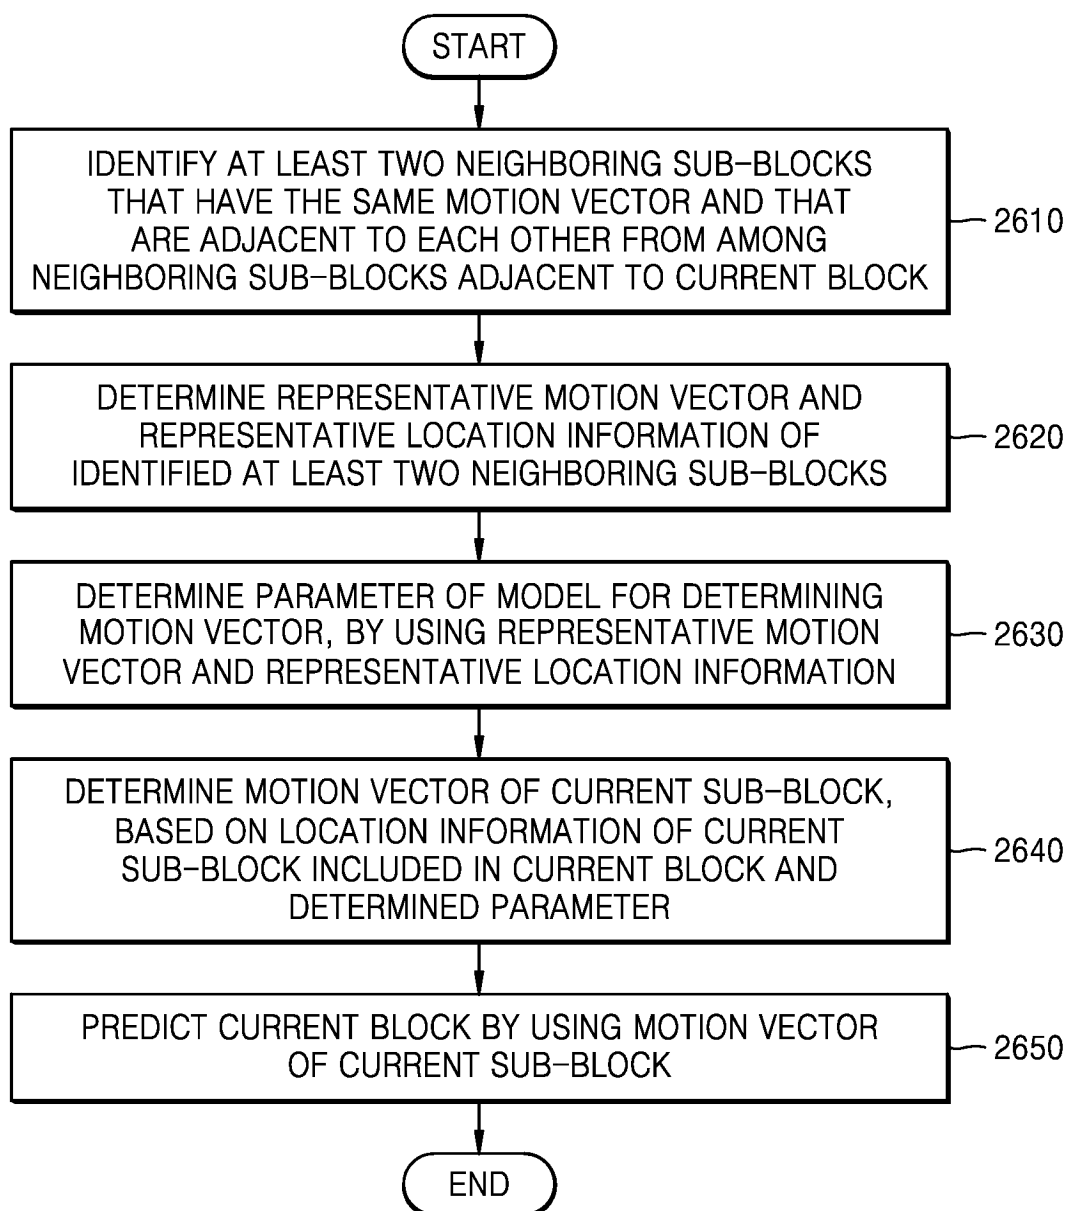 START
IDENTIFY AT LEAST TWO NEIGHBORING SUB-BLOCKS
THAT HAVE THE SAME MOTION VECTOR AND THAT
ARE ADJACENT TO EACH OTHER FROM AMONG
NEIGHBORING SUB-BLOCKS ADJACENT TO CURRENT BLOCK
2610
DETERMINE REPRESENTATIVE MOTION VECTOR AND
REPRESENTATIVE LOCATION INFORMATION OF
IDENTIFIED AT LEAST TWO NEIGHBORING SUB-BLOCKS
2620
DETERMINE PARAMETER OF MODEL FOR DETERMINING
MOTION VECTOR, BY USING REPRESENTATIVE MOTION
VECTOR AND REPRESENTATIVE LOCATION INFORMATION
2630
DETERMINE MOTION VECTOR OF CURRENT SUB-BLOCK,
BASED ON LOCATION INFORMATION OF CURRENT
SUB-BLOCK INCLUDED IN CURRENT BLOCK AND
DETERMINED PARAMETER
2640
PREDICT CURRENT BLOCK BY USING MOTION VECTOR
OF CURRENT SUB-BLOCK
2650
END